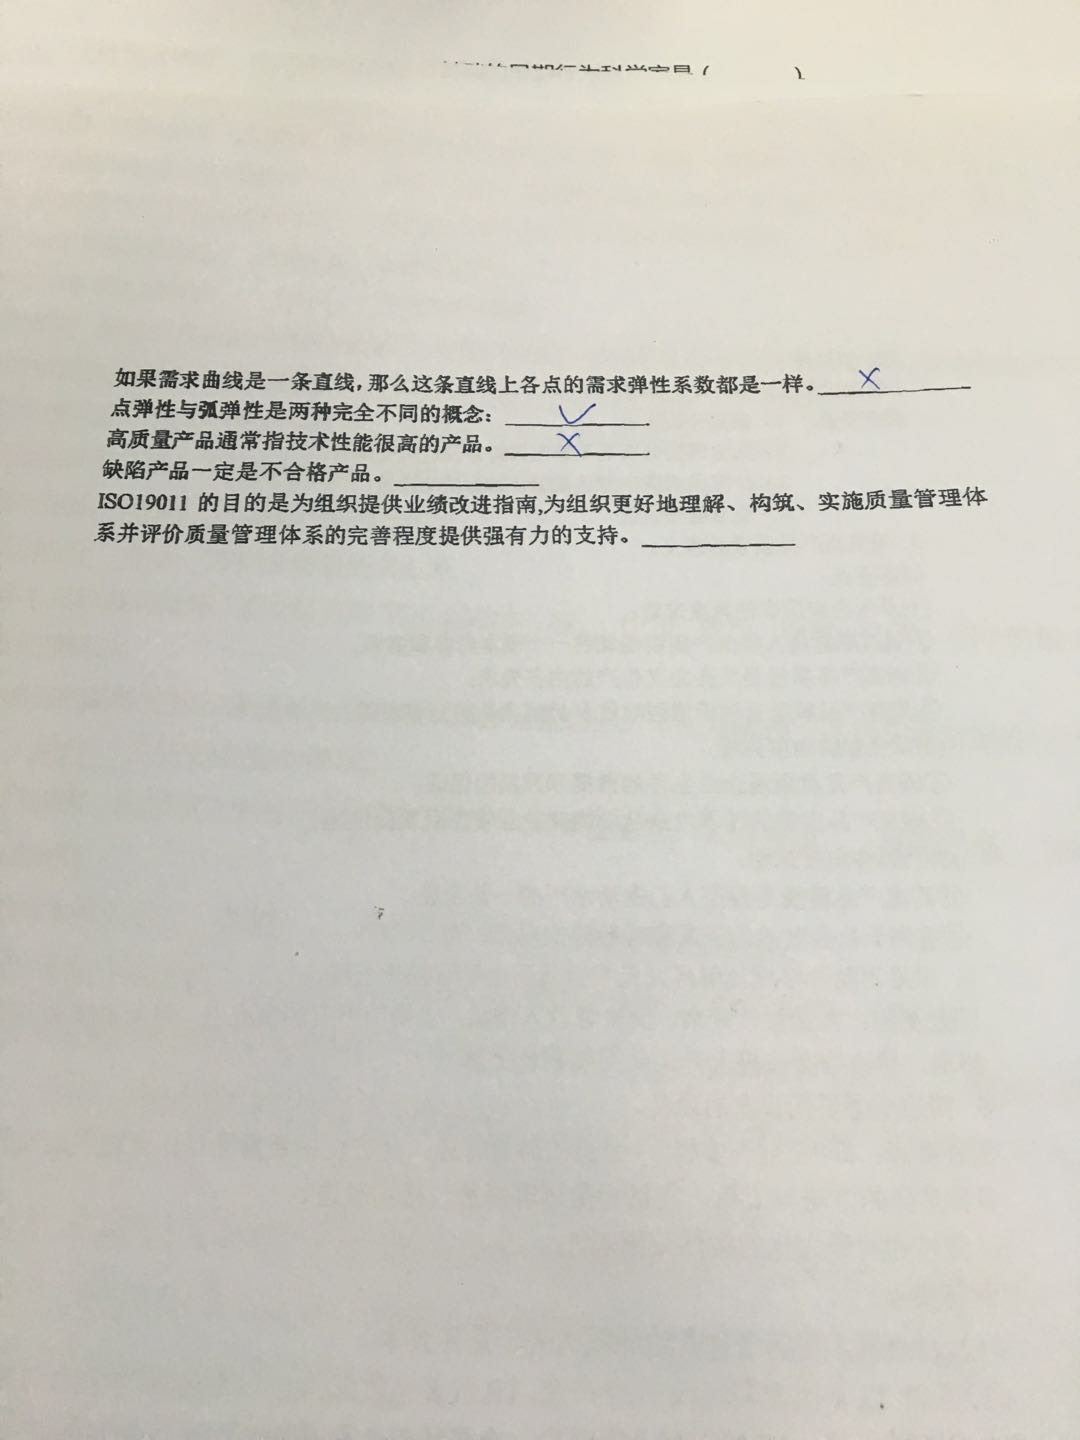 如果需求曲线是一条直线,那么这条直线上各点的需求弹性系数都是一样。 ×
点弹性与弧弹性是两种完全不同的概念: √ .
高质量产品通常指技术性能很高的产品。 ×
缺陷产品一定是不合格产品。
ISO19011 的目的是为组织提供业绩改进指南,为组织更好地理解、构筑、实施质量管理体
系并评价质量管理体系的完善程度提供强有力的支持。